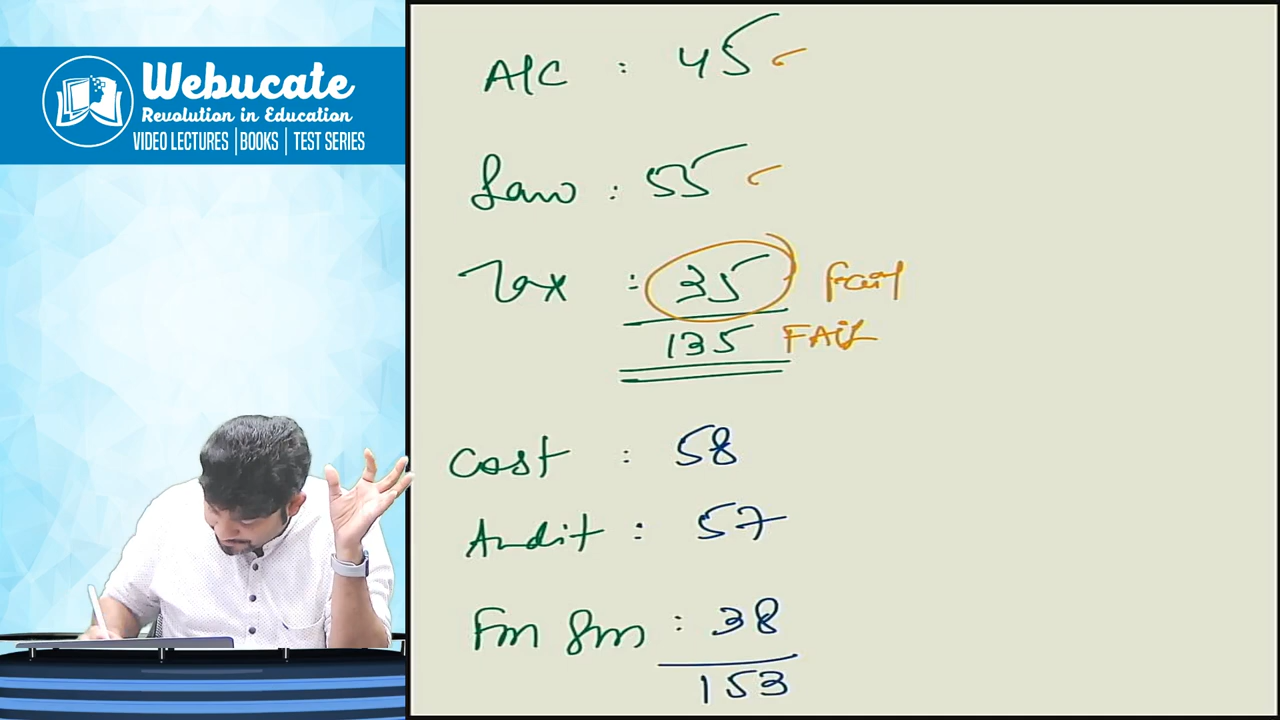 Webucate
Revolution in Education
VIDEO LECTURES | BOOKS | TEST SERIES
A/C : 45
Law : 55
Tax : 35 fail
135 FAIL
Cost : 58
Audit : 57
Fm Sm : 38
153